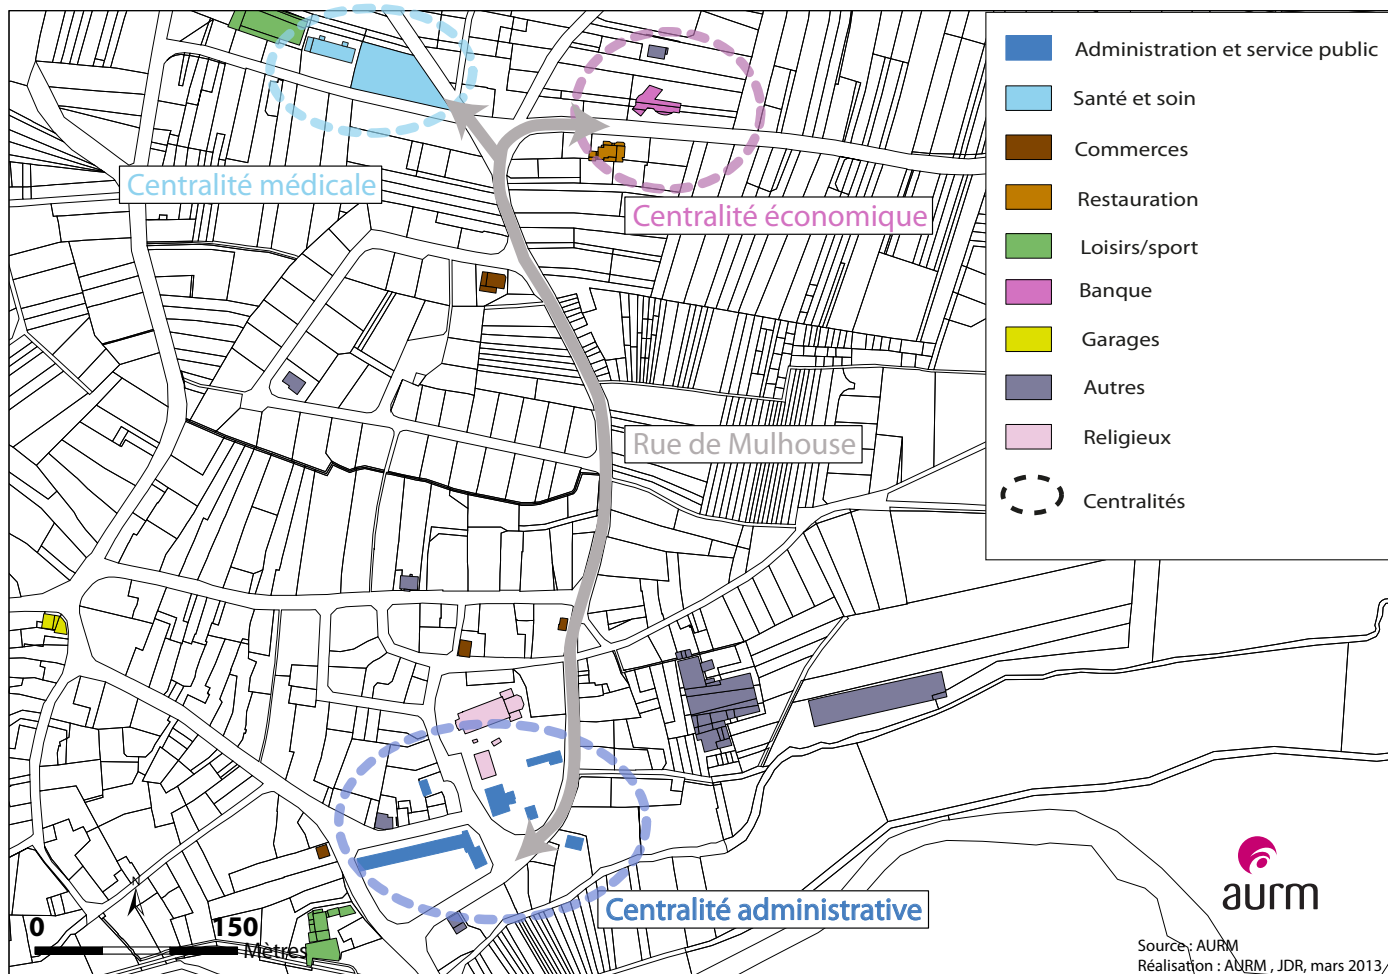 Administration et service public
Santé et soin
Commerces
Restauration
Loisirs/sport
Banque
Garages
Autres
Religieux
Centralités
Centralité médicale
Centralité économique
Rue de Mulhouse
Centralité administrative
N
0 150
Mètres
aurm
Source : AURM
Réalisation : AURM , JDR, mars 2013